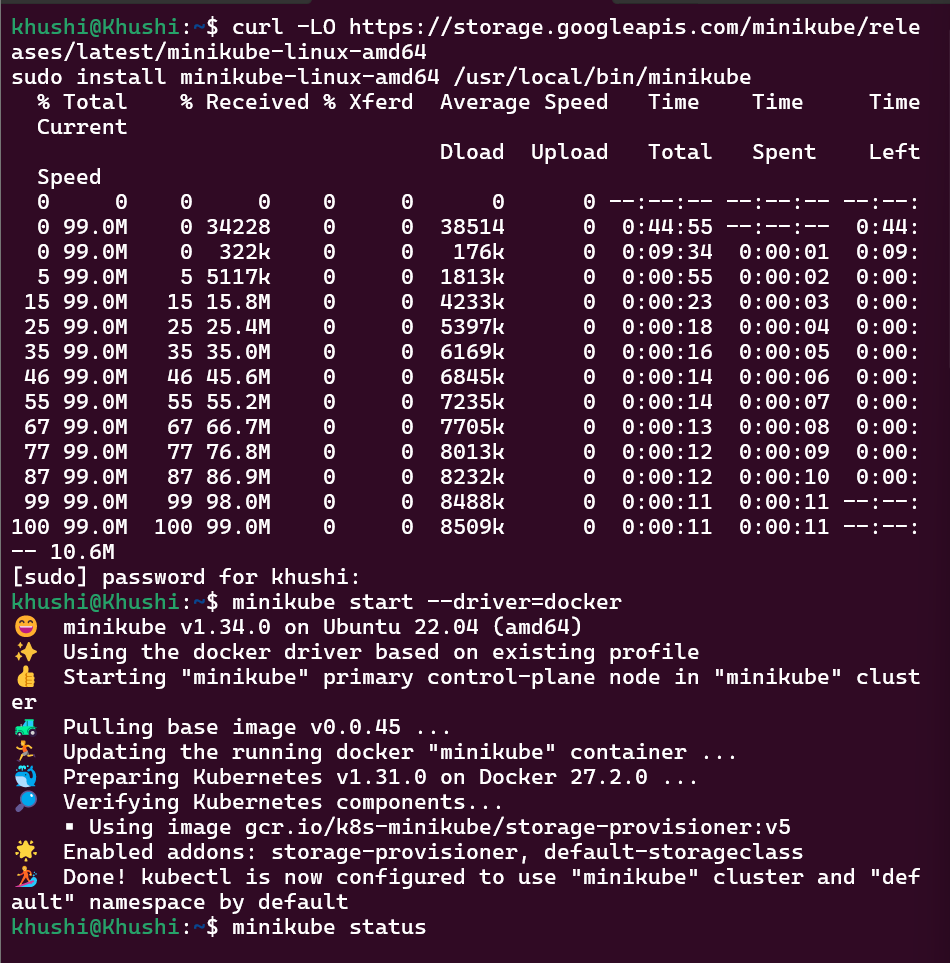 khushi@Khushi:~$ curl -LO https://storage.googleapis.com/minikube/rele
ases/latest/minikube-linux-amd64
sudo install minikube-linux-amd64 /usr/local/bin/minikube
  % Total    % Received % Xferd  Average Speed   Time    Time     Time
  Current
                                 Dload  Upload   Total   Spent    Left
  Speed
  0     0    0     0    0     0      0      0 --:--:-- --:--:-- --:--:
  0 99.0M    0 34228    0     0  38514      0  0:44:55 --:--:--  0:44:
  0 99.0M    0  322k    0     0   176k      0  0:09:34  0:00:01  0:09:
  5 99.0M    5 5117k    0     0  1813k      0  0:00:55  0:00:02  0:00:
 15 99.0M   15 15.8M    0     0  4233k      0  0:00:23  0:00:03  0:00:
 25 99.0M   25 25.4M    0     0  5397k      0  0:00:18  0:00:04  0:00:
 35 99.0M   35 35.0M    0     0  6169k      0  0:00:16  0:00:05  0:00:
 46 99.0M   46 45.6M    0     0  6845k      0  0:00:14  0:00:06  0:00:
 55 99.0M   55 55.2M    0     0  7235k      0  0:00:14  0:00:07  0:00:
 67 99.0M   67 66.7M    0     0  7705k      0  0:00:13  0:00:08  0:00:
 77 99.0M   77 76.8M    0     0  8013k      0  0:00:12  0:00:09  0:00:
 87 99.0M   87 86.9M    0     0  8232k      0  0:00:12  0:00:10  0:00:
 99 99.0M   99 98.0M    0     0  8488k      0  0:00:11  0:00:11 --:--:
100 99.0M  100 99.0M    0     0  8509k      0  0:00:11  0:00:11 --:--:
-- 10.6M
[sudo] password for khushi:
khushi@Khushi:~$ minikube start --driver=docker
😄  minikube v1.34.0 on Ubuntu 22.04 (amd64)
✨  Using the docker driver based on existing profile
👍  Starting "minikube" primary control-plane node in "minikube" clust
er
🚜  Pulling base image v0.0.45 ...
🏃  Updating the running docker "minikube" container ...
🐳  Preparing Kubernetes v1.31.0 on Docker 27.2.0 ...
🔎  Verifying Kubernetes components...
    ▪ Using image gcr.io/k8s-minikube/storage-provisioner:v5
🌟  Enabled addons: storage-provisioner, default-storageclass
🏄  Done! kubectl is now configured to use "minikube" cluster and "def
ault" namespace by default
khushi@Khushi:~$ minikube status